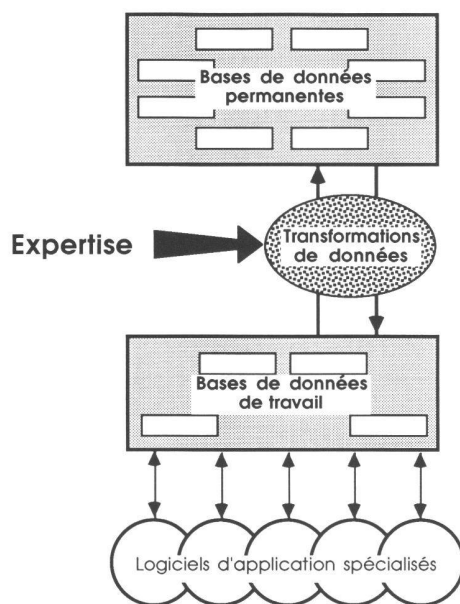 Bases de données
permanentes
Expertise
Transformations
de données
Bases de données
de travail
Logiciels d'application spécialisés